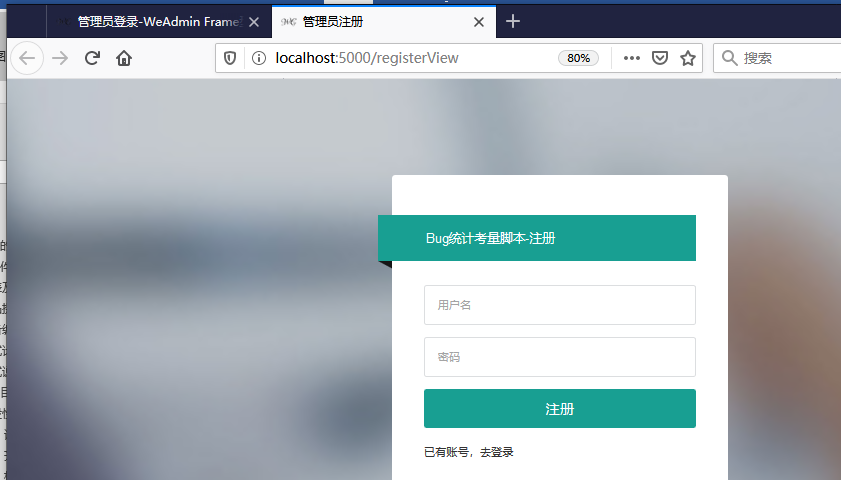 管理员登录-WeAdmin Frame
管理员注册
localhost:5000/registerView
80%
搜索
Bug统计考量脚本-注册
用户名
密码
注册
已有账号，去登录